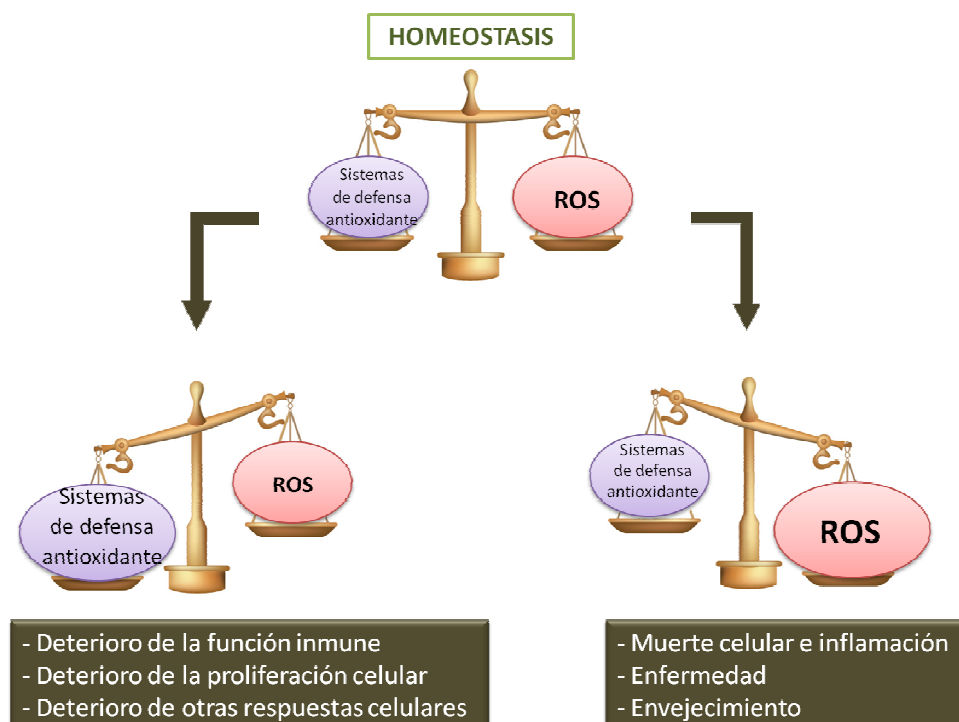 HOMEOSTASIS
Sistemas
de defensa
antioxidante
ROS
Sistemas
de defensa
antioxidante
ROS
Sistemas
de defensa
antioxidante
ROS
- Deterioro de la función inmune
- Deterioro de la proliferación celular
- Deterioro de otras respuestas celulares
- Muerte celular e inflamación
- Enfermedad
- Envejecimiento